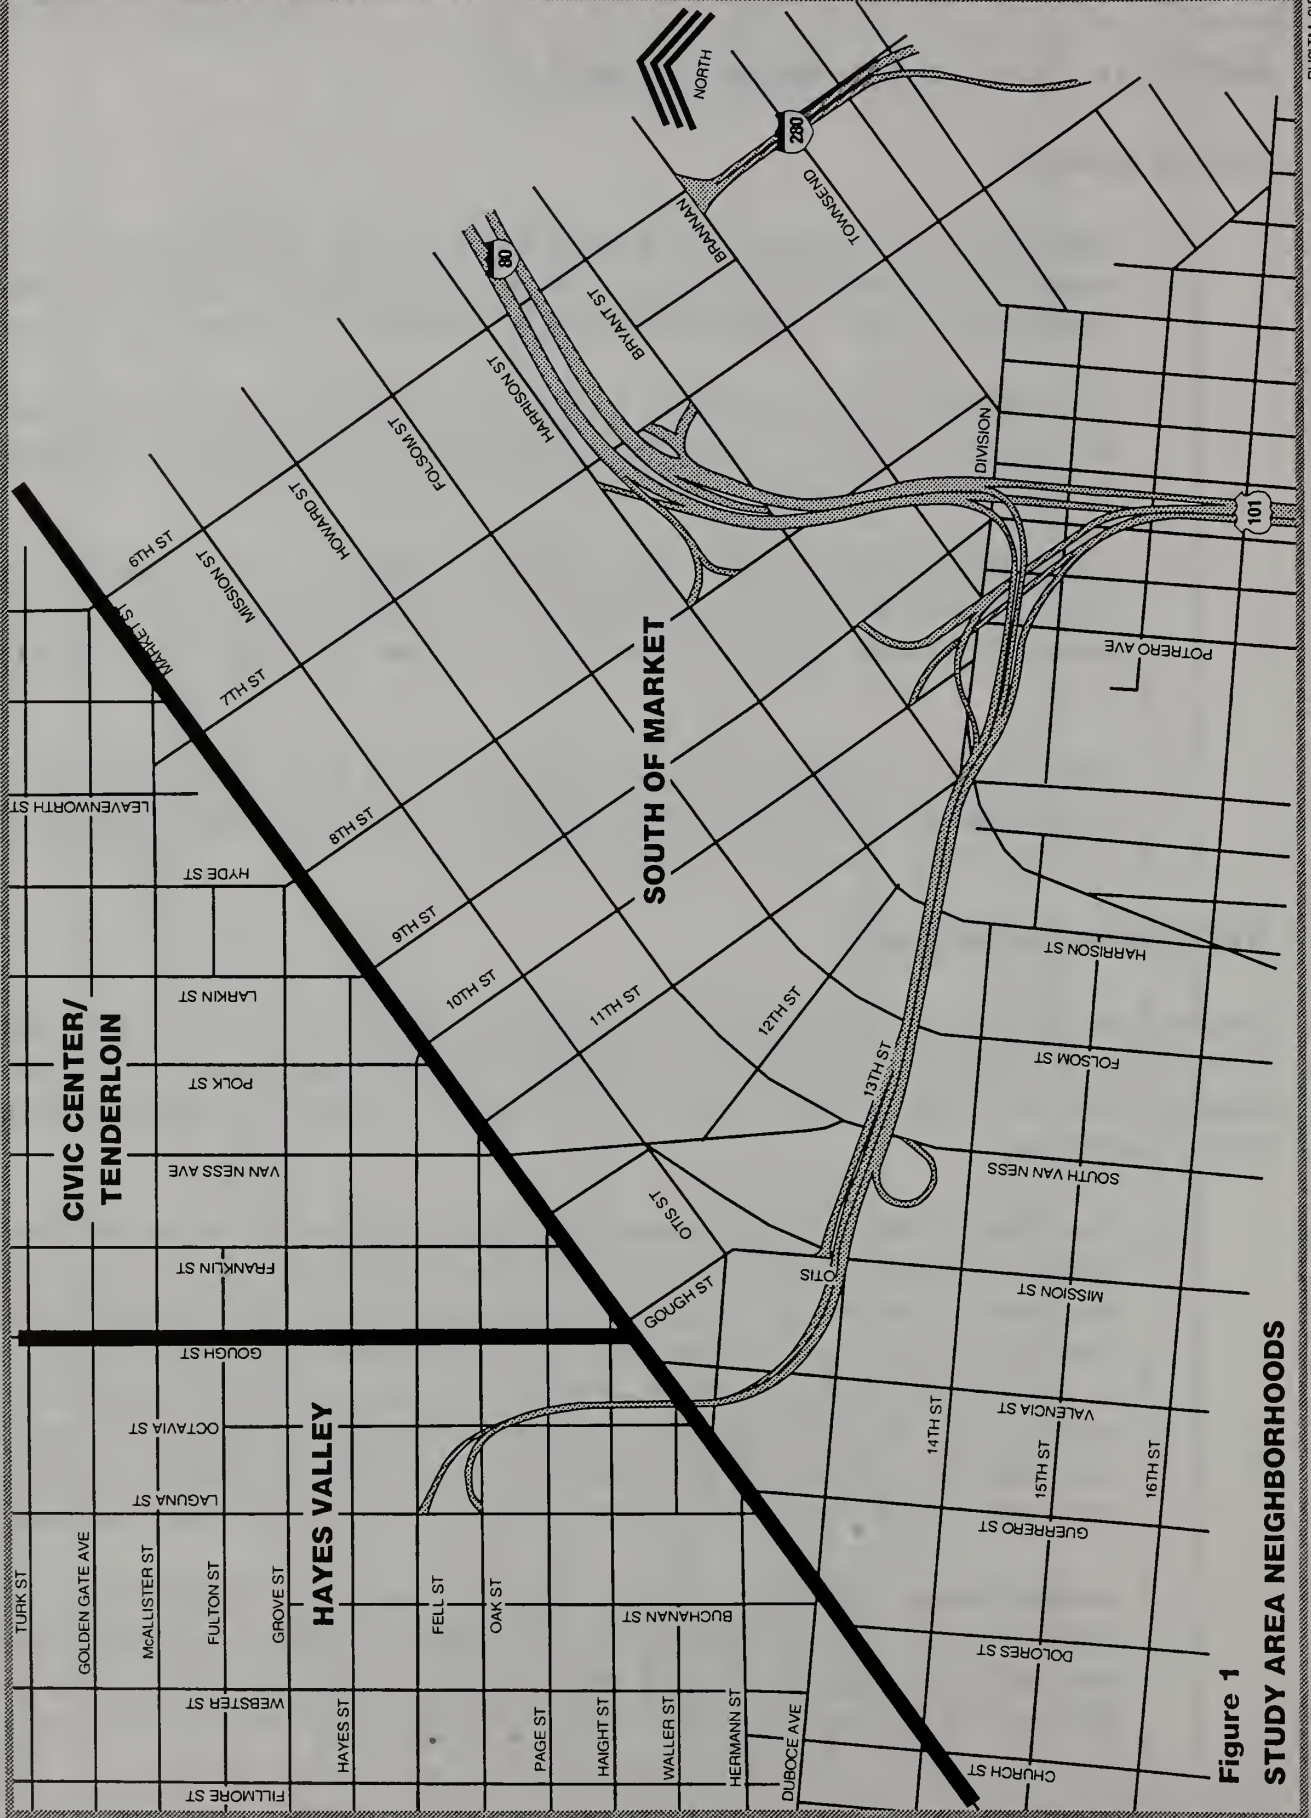 NORTH
280
80
101
CIVIC CENTER/
TENDERLOIN
HAYES VALLEY
SOUTH OF MARKET
TURK ST
GOLDEN GATE AVE
McALLISTER ST
FULTON ST
GROVE ST
HAYES ST
FELL ST
OAK ST
PAGE ST
HAIGHT ST
WALLER ST
HERMANN ST
DUBOCE AVE
FILLMORE ST
WEBSTER ST
BUCHANAN ST
LAGUNA ST
OCTAVIA ST
GOUGH ST
FRANKLIN ST
VAN NESS AVE
POLK ST
LARKIN ST
HYDE ST
LEAVENWORTH ST
MARKET ST
MARKET
6TH ST
7TH ST
8TH ST
9TH ST
10TH ST
11TH ST
12TH ST
13TH ST
GOUGH ST
OTIS ST
OTIS
MISSION ST
HOWARD ST
FOLSOM ST
HARRISON ST
BRYANT ST
BRANNAN
TOWNSEND
DIVISION
POTRERO AVE
HARRISON ST
FOLSOM ST
SOUTH VAN NESS
MISSION ST
VALENCIA ST
GUERRERO ST
DOLORES ST
CHURCH ST
14TH ST
15TH ST
16TH ST
Figure 1
STUDY AREA NEIGHBORHOODS